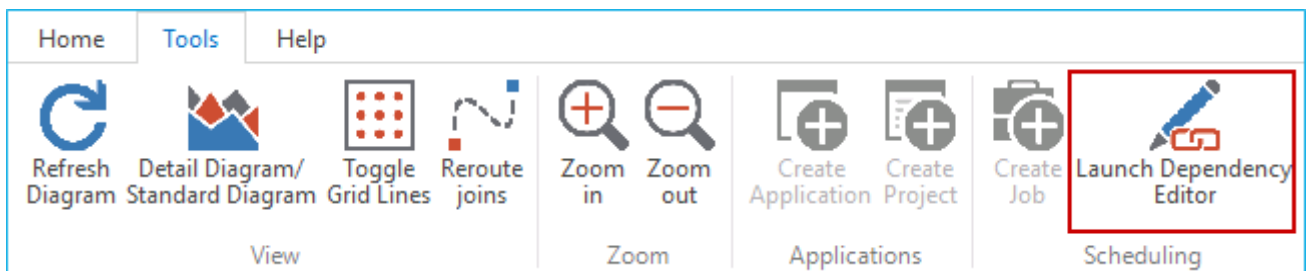 Home Tools Help
Refresh Detail Diagram/ Toggle Reroute Zoom Zoom Create Create Create Launch Dependency
Diagram Standard Diagram Grid Lines joins in out Application Project Job Editor
View Zoom Applications Scheduling